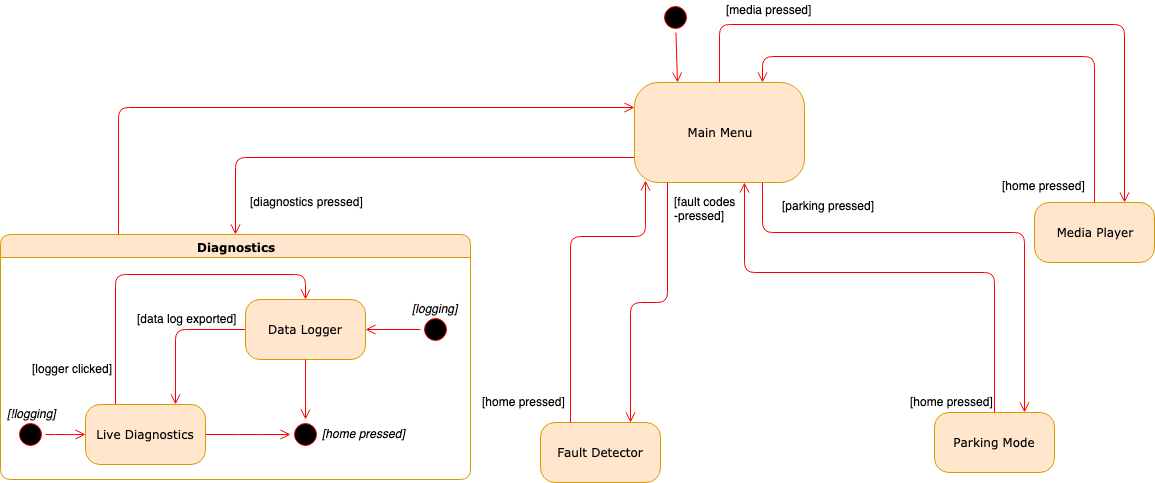 [media pressed]
Main Menu
[home pressed]
[diagnostics pressed]
[fault codes
-pressed]
[parking pressed]
Media Player
Diagnostics
[logging]
[data log exported]
Data Logger
[logger clicked]
[home pressed]
[home pressed]
[!logging]
Live Diagnostics
[home pressed]
Fault Detector
Parking Mode